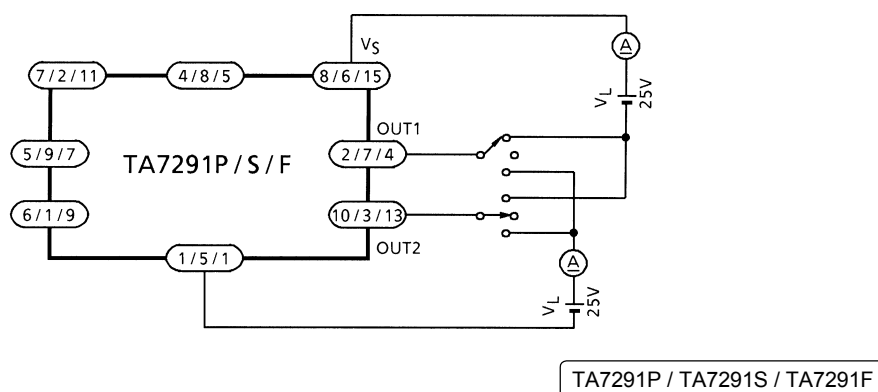 VS
A
7 / 2 / 11
4 / 8 / 5
8 / 6 / 15
VL
25V
OUT1
5 / 9 / 7
TA7291P / S / F
2 / 7 / 4
6 / 1 / 9
10 / 3 / 13
OUT2
1 / 5 / 1
A
VL
25V
TA7291P / TA7291S / TA7291F